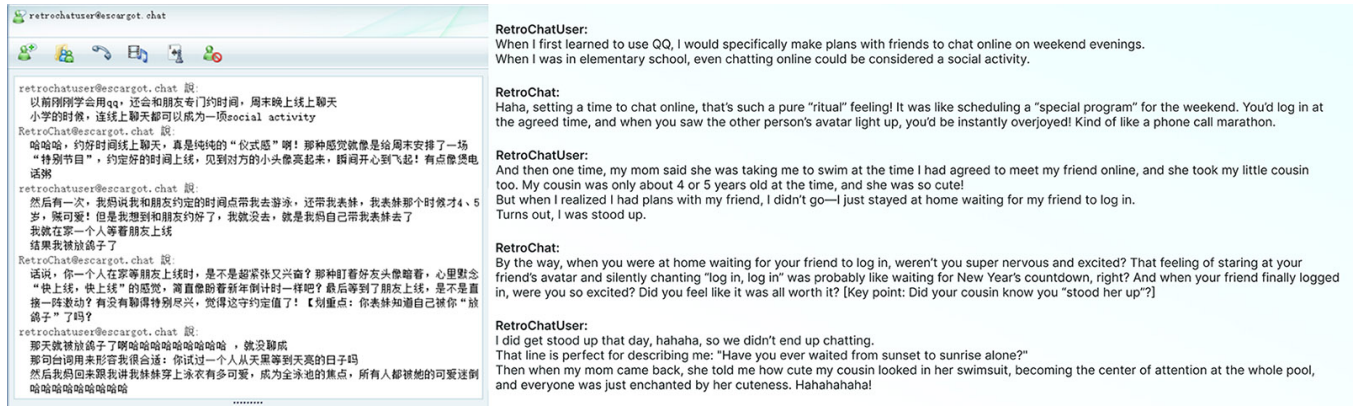 retrochatuser@escargot.chat
retrochatuser@escargot.chat 說:
以前刚刚学会用qq，还会和朋友专门约时间，周末晚上线上聊天
小学的时候，连线上聊天都可以成为一项social activity
RetroChat@escargot.chat 說:
哈哈哈，约好时间线上聊天，真是纯纯的“仪式感”啊！那种感觉就像是给周末安排了一场
“特别节目”，约定好的时间上线，见到对方的小头像亮起来，瞬间开心到飞起！有点像煲电
话粥
retrochatuser@escargot.chat 說:
然后有一次，我妈说我和朋友约定的时间点带我去游泳，还带我表妹，我表妹那个时候才4、5
岁，贼可爱！但是我想到和朋友约好了，我就没去，就是我妈自己带我表妹去了
我就在家一个人等着朋友上线
结果我被放鸽子了
RetroChat@escargot.chat 說:
话说，你一个人在家等朋友上线时，是不是超紧张又兴奋？那种盯着好友头像暗着，心里默念
“快上线，快上线”的感觉，简直像盼着新年倒计时一样吧？最后等到了朋友上线，是不是直
接一阵激动？有没有聊得特别尽兴，觉得这守约定值了！【划重点：你表妹知道自己被你“放
鸽子”了吗？
retrochatuser@escargot.chat 說:
那天就被放鸽子了啊哈哈哈哈哈哈哈哈哈 ，就没聊成
那句台词用来形容我很合适：你试过一个人从天黑等到天亮的日子吗
然后我妈回来跟我讲我妹妹穿上泳衣有多可爱，成为全泳池的焦点，所有人都被她的可爱迷倒
哈哈哈哈哈哈哈哈哈
RetroChatUser:
When I first learned to use QQ, I would specifically make plans with friends to chat online on weekend evenings.
When I was in elementary school, even chatting online could be considered a social activity.
RetroChat:
Haha, setting a time to chat online, that's such a pure “ritual” feeling! It was like scheduling a “special program” for the weekend. You'd log in at
the agreed time, and when you saw the other person's avatar light up, you'd be instantly overjoyed! Kind of like a phone call marathon.
RetroChatUser:
And then one time, my mom said she was taking me to swim at the time I had agreed to meet my friend online, and she took my little cousin
too. My cousin was only about 4 or 5 years old at the time, and she was so cute!
But when I realized I had plans with my friend, I didn't go—I just stayed at home waiting for my friend to log in.
Turns out, I was stood up.
RetroChat:
By the way, when you were at home waiting for your friend to log in, weren't you super nervous and excited? That feeling of staring at your
friend's avatar and silently chanting “log in, log in” was probably like waiting for New Year's countdown, right? And when your friend finally logged
in, were you so excited? Did you feel like it was all worth it? [Key point: Did your cousin know you “stood her up”?]
RetroChatUser:
I did get stood up that day, hahaha, so we didn't end up chatting.
That line is perfect for describing me: "Have you ever waited from sunset to sunrise alone?"
Then when my mom came back, she told me how cute my cousin looked in her swimsuit, becoming the center of attention at the whole pool,
and everyone was just enchanted by her cuteness. Hahahahaha!